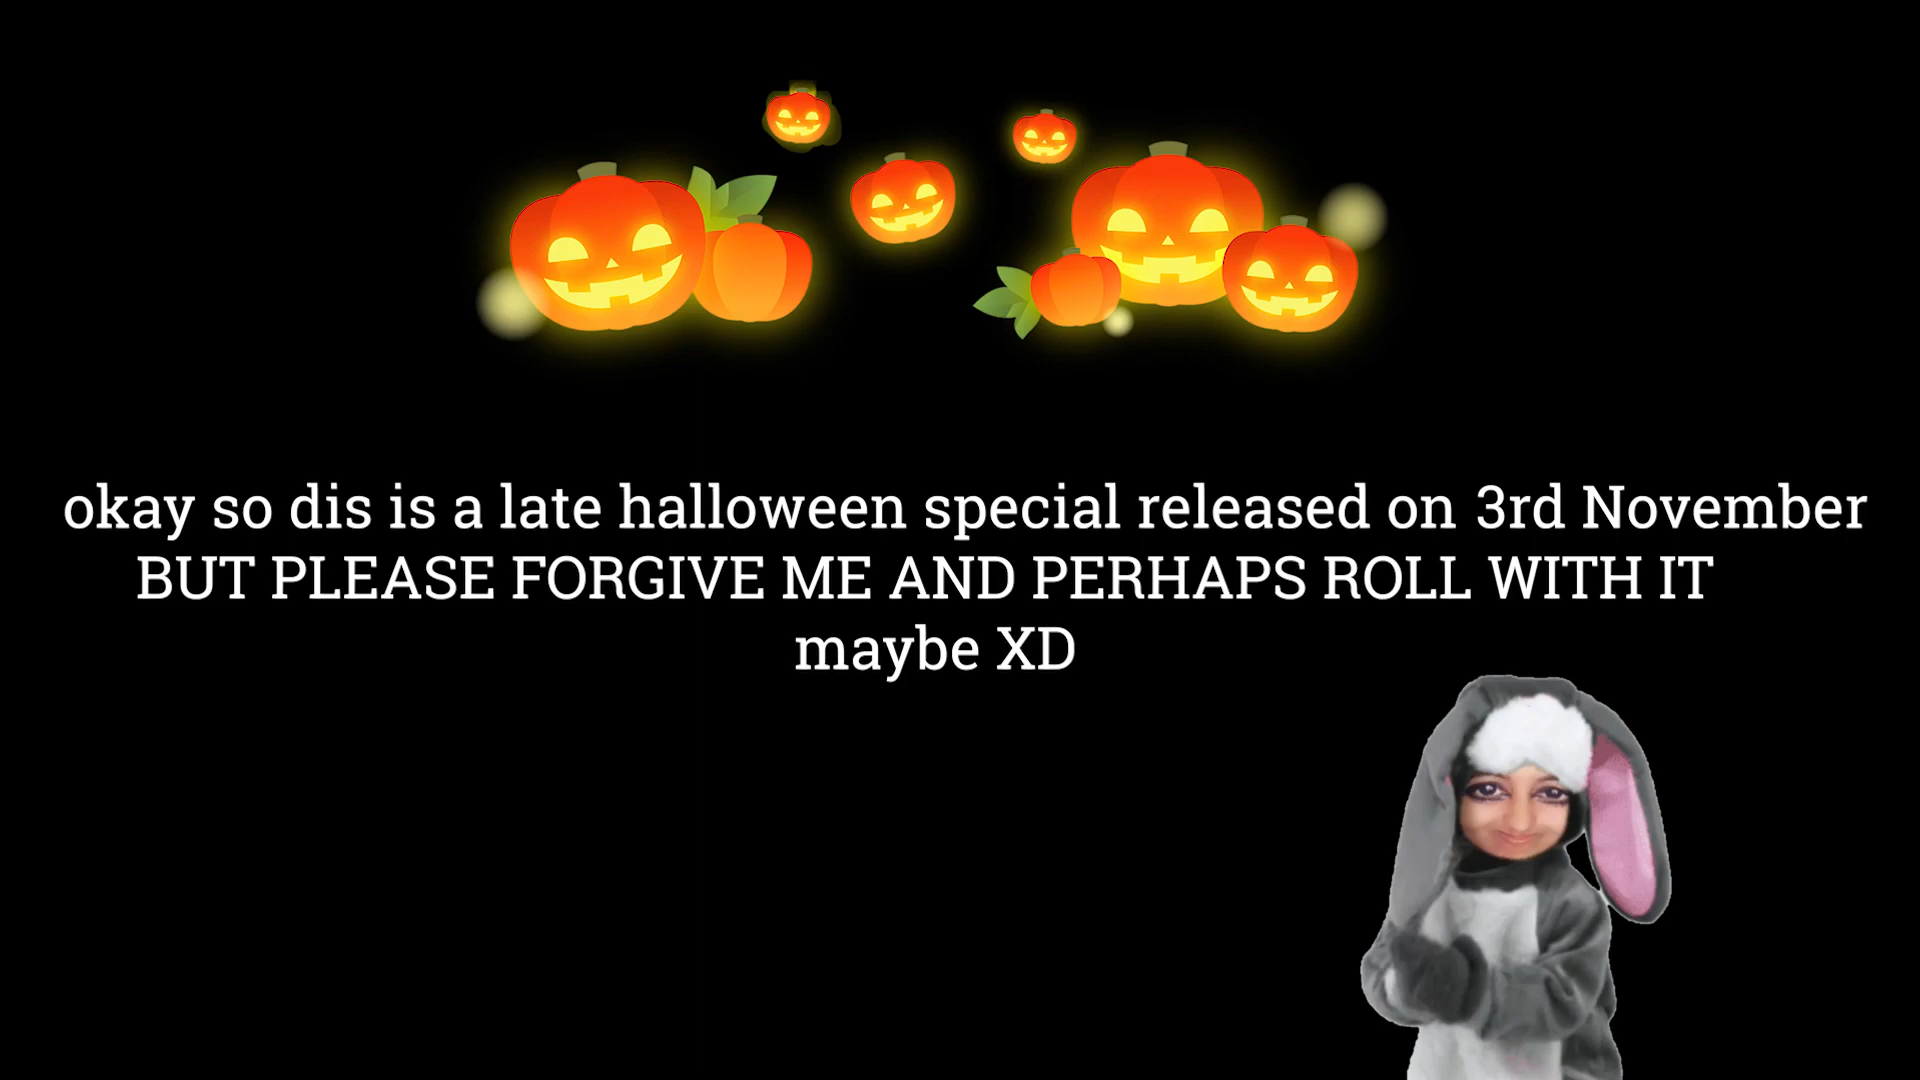 okay so dis is a late halloween special released on 3rd November
BUT PLEASE FORGIVE ME AND PERHAPS ROLL WITH IT
maybe XD